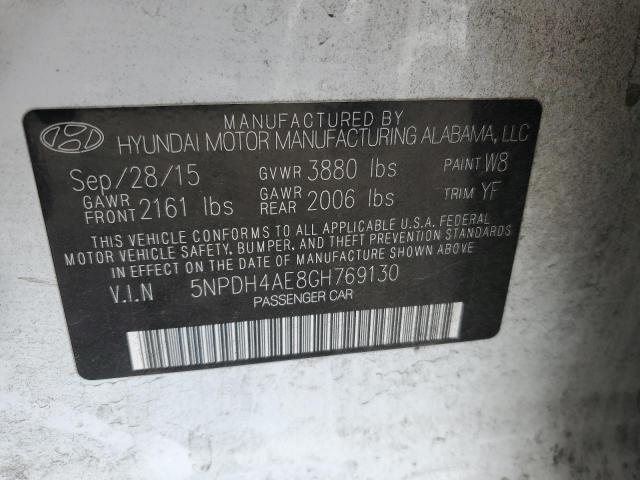 MANUFACTURED BY
HYUNDAI MOTOR MANUFACTURING ALABAMA, LLC
Sep/28/15 GVWR 3880 lbs PAINT W8
GAWR FRONT 2161 lbs GAWR REAR 2006 lbs TRIM YF
THIS VEHICLE CONFORMS TO ALL APPLICABLE U.S.A. FEDERAL
MOTOR VEHICLE SAFETY, BUMPER, AND THEFT PREVENTION STANDARDS
IN EFFECT ON THE DATE OF MANUFACTURE SHOWN ABOVE.
V.I.N 5NPDH4AE8GH769130
PASSENGER CAR